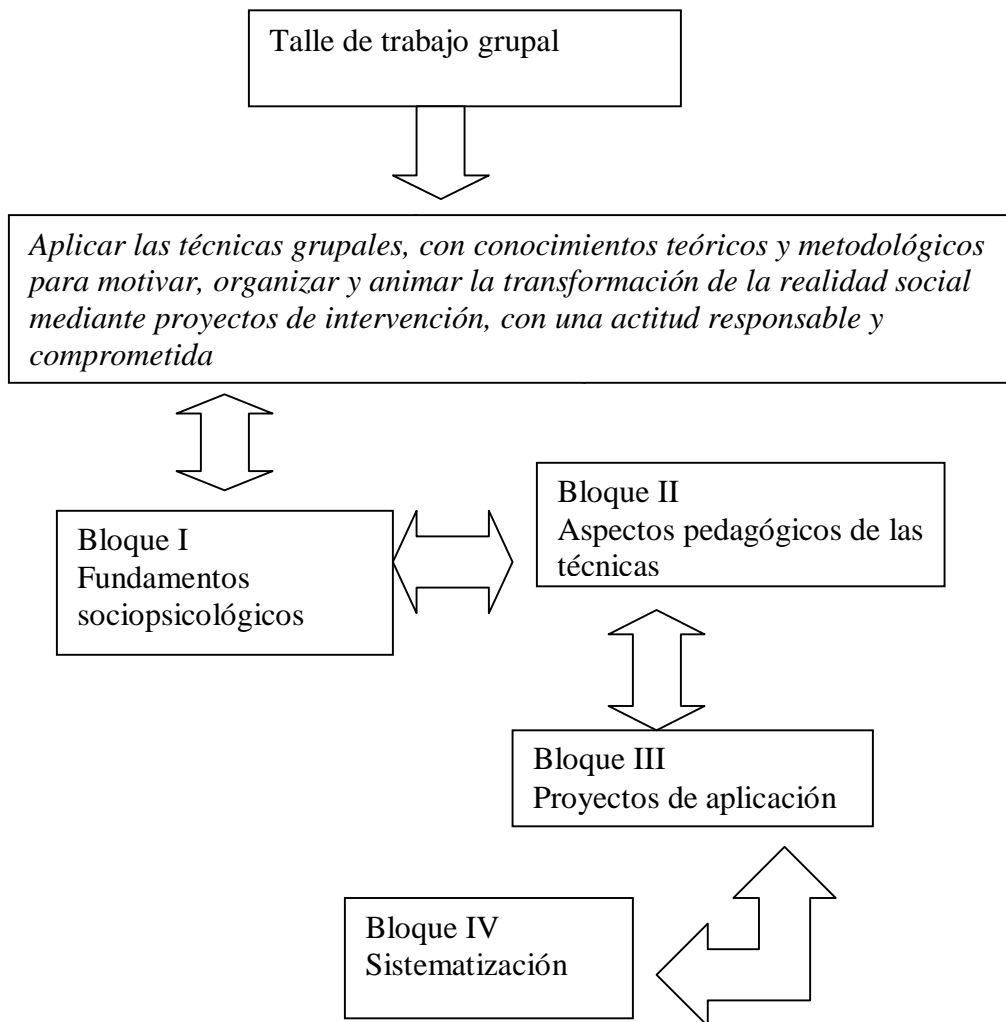 Talle de trabajo grupal
Aplicar las técnicas grupales, con conocimientos teóricos y metodológicos
para motivar, organizar y animar la transformación de la realidad social
mediante proyectos de intervención, con una actitud responsable y
comprometida
Bloque I
Fundamentos
sociopsicológicos
Bloque II
Aspectos pedagógicos de las
técnicas
Bloque III
Proyectos de aplicación
Bloque IV
Sistematización